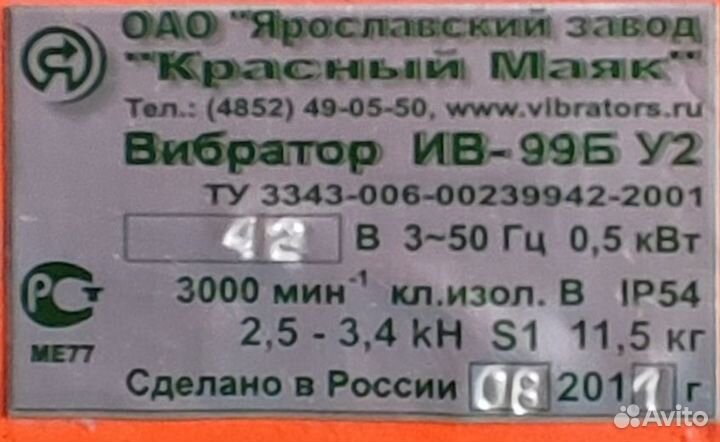 ОАО "Ярославский завод
"Красный Маяк"
Тел.: (4852) 49-05-50, www.vibrators.ru
Вибратор ИВ-99Б У2
ТУ 3343-006-00239942-2001
42 В 3~50 Гц 0,5 кВт
3000 мин⁻¹ кл.изол. В IP54
2,5 - 3,4 kH S1 11,5 кг
РСТ
МЕ77
Сделано в России 08 2011 г
Avito